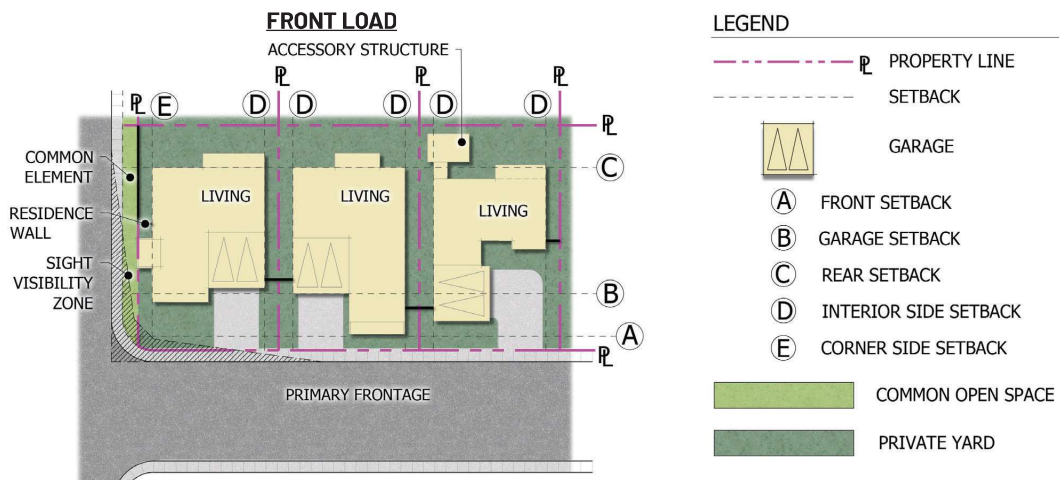 FRONT LOAD
ACCESSORY STRUCTURE
PL
PL
PL
PL
E
D
D
D
D
PL
COMMON
ELEMENT
C
RESIDENCE
WALL
LIVING
LIVING
LIVING
SIGHT
VISIBILITY
ZONE
B
A
PL
PRIMARY FRONTAGE
LEGEND
PL PROPERTY LINE
SETBACK
GARAGE
A FRONT SETBACK
B GARAGE SETBACK
C REAR SETBACK
D INTERIOR SIDE SETBACK
E CORNER SIDE SETBACK
COMMON OPEN SPACE
PRIVATE YARD